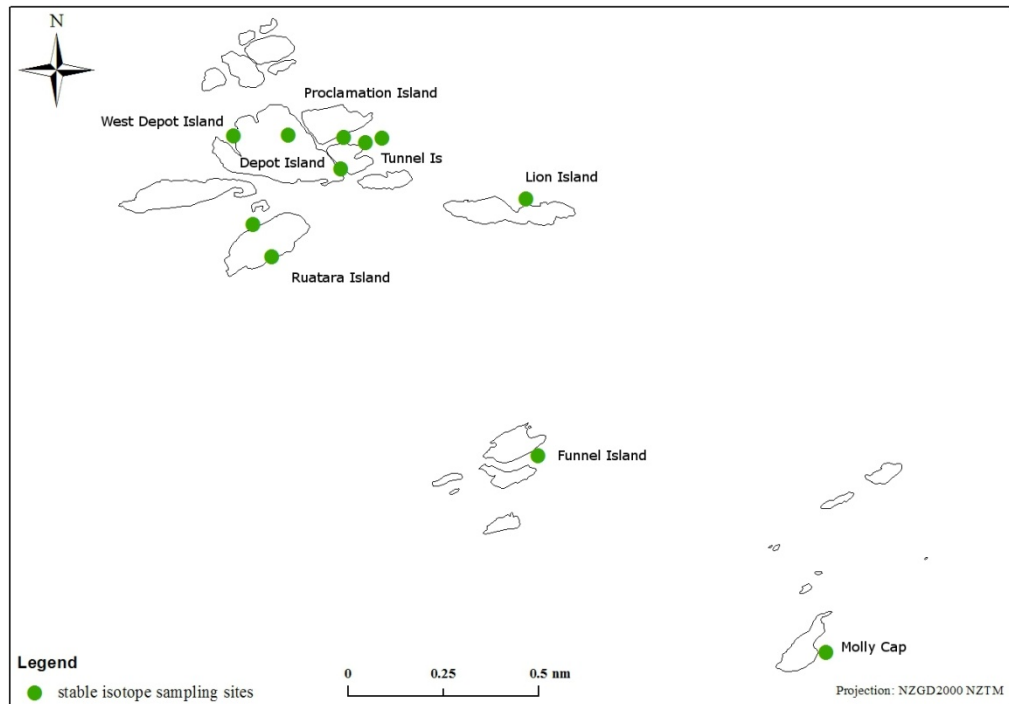 N
Proclamation Island
West Depot Island
Depot Island
Tunnel Is
Lion Island
Ruatara Island
Funnel Island
Molly Cap
Legend
stable isotope sampling sites
0 0.25 0.5 nm
Projection: NZGD2000 NZTM